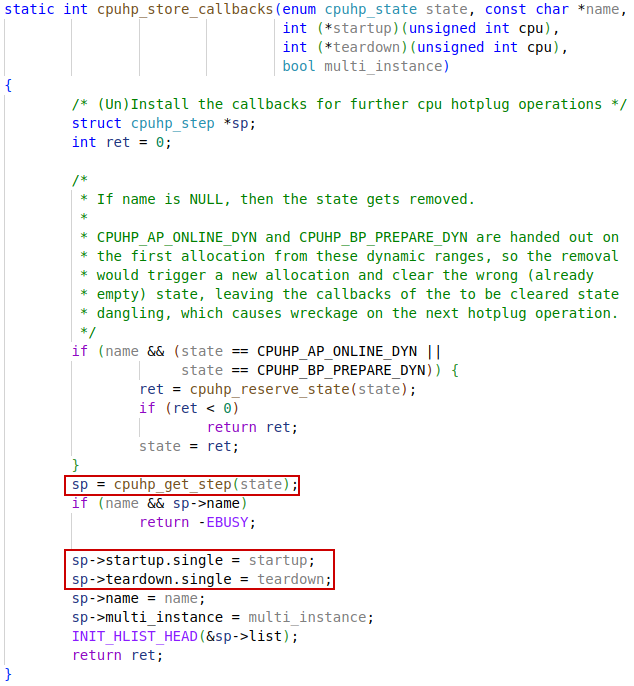 static int cpuhp_store_callbacks(enum cpuhp_state state, const char *name,
int (*startup)(unsigned int cpu),
int (*teardown)(unsigned int cpu),
bool multi_instance)
{
/* (Un)Install the callbacks for further cpu hotplug operations */
struct cpuhp_step *sp;
int ret = 0;
/*
* If name is NULL, then the state gets removed.
*
* CPUHP_AP_ONLINE_DYN and CPUHP_BP_PREPARE_DYN are handed out on
* the first allocation from these dynamic ranges, so the removal
* would trigger a new allocation and clear the wrong (already
* empty) state, leaving the callbacks of the to be cleared state
* dangling, which causes wreckage on the next hotplug operation.
*/
if (name && (state == CPUHP_AP_ONLINE_DYN ||
state == CPUHP_BP_PREPARE_DYN)) {
ret = cpuhp_reserve_state(state);
if (ret < 0)
return ret;
state = ret;
}
sp = cpuhp_get_step(state);
if (name && sp->name)
return -EBUSY;
sp->startup.single = startup;
sp->teardown.single = teardown;
sp->name = name;
sp->multi_instance = multi_instance;
INIT_HLIST_HEAD(&sp->list);
return ret;
}